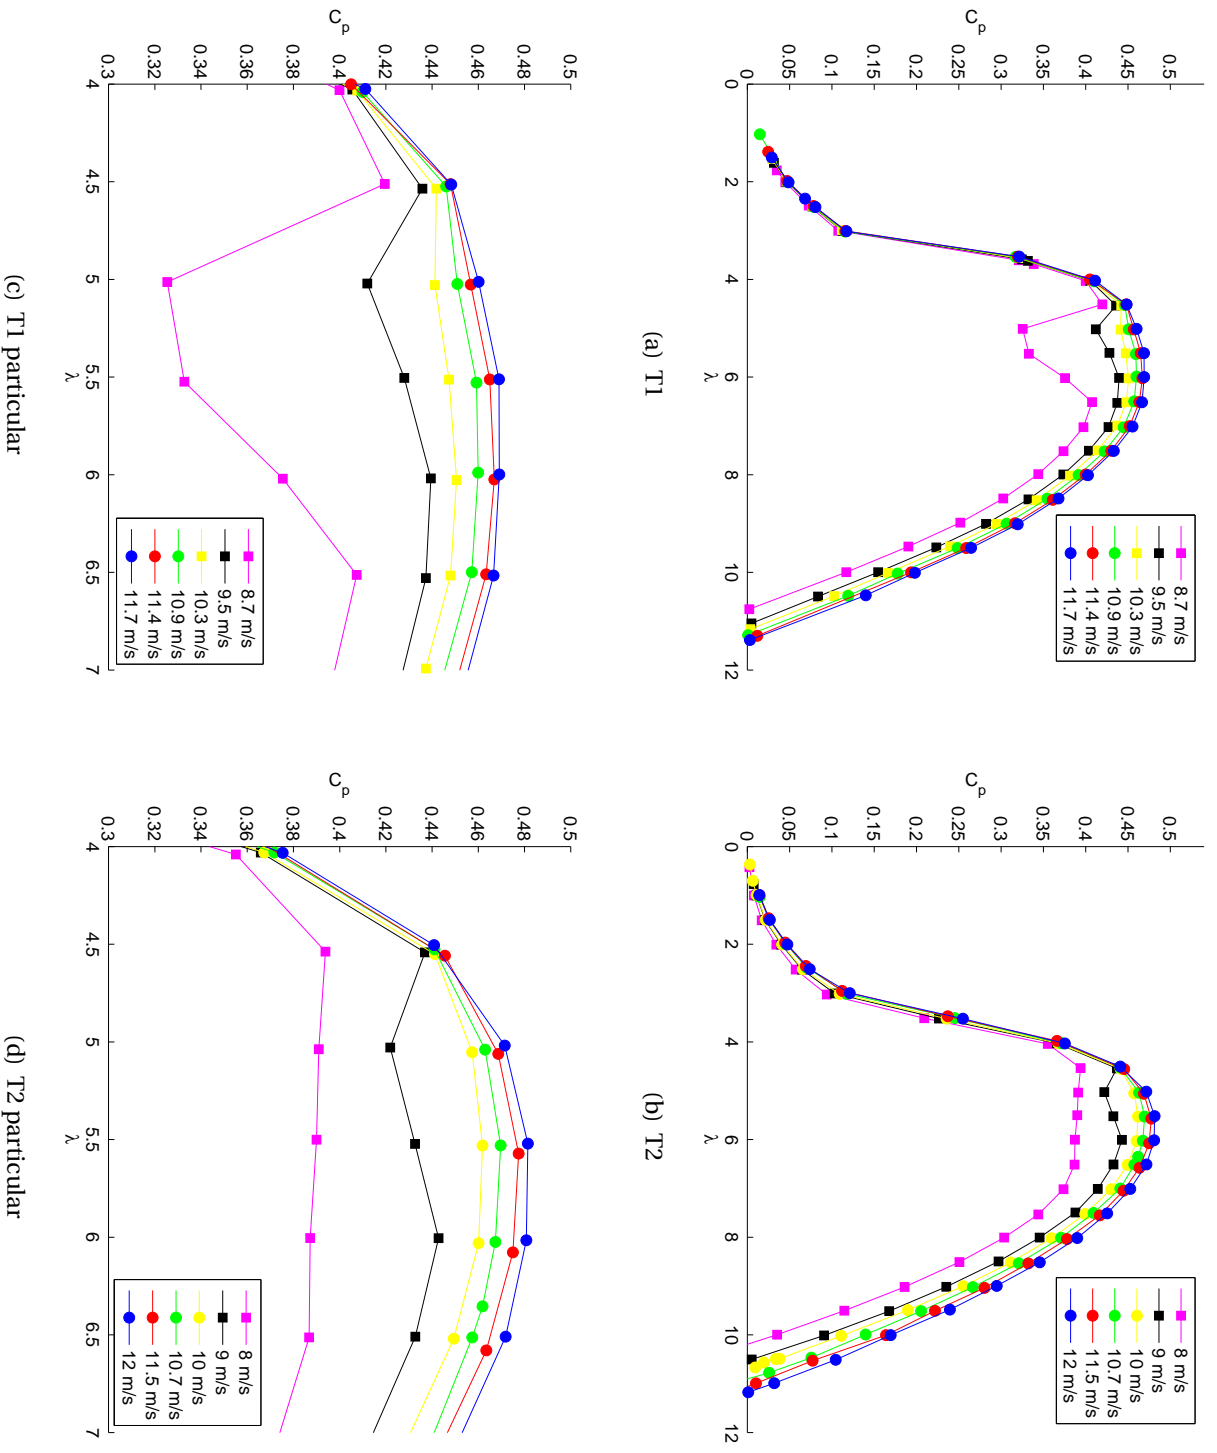 C_p
0.5
0.45
0.4
0.35
0.3
0.25
0.2
0.15
0.1
0.05
0
0
2
4
6
8
10
12
λ
8.7 m/s
9.5 m/s
10.3 m/s
10.9 m/s
11.4 m/s
11.7 m/s
(a) T1
C_p
0.5
0.45
0.4
0.35
0.3
0.25
0.2
0.15
0.1
0.05
0
0
2
4
6
8
10
12
λ
8 m/s
9 m/s
10 m/s
10.7 m/s
11.5 m/s
12 m/s
(b) T2
C_p
0.5
0.48
0.46
0.44
0.42
0.4
0.38
0.36
0.34
0.32
0.3
4
4.5
5
5.5
6
6.5
7
λ
8.7 m/s
9.5 m/s
10.3 m/s
10.9 m/s
11.4 m/s
11.7 m/s
(c) T1 particular
C_p
0.5
0.48
0.46
0.44
0.42
0.4
0.38
0.36
0.34
0.32
0.3
4
4.5
5
5.5
6
6.5
7
λ
8 m/s
9 m/s
10 m/s
10.7 m/s
11.5 m/s
12 m/s
(d) T2 particular